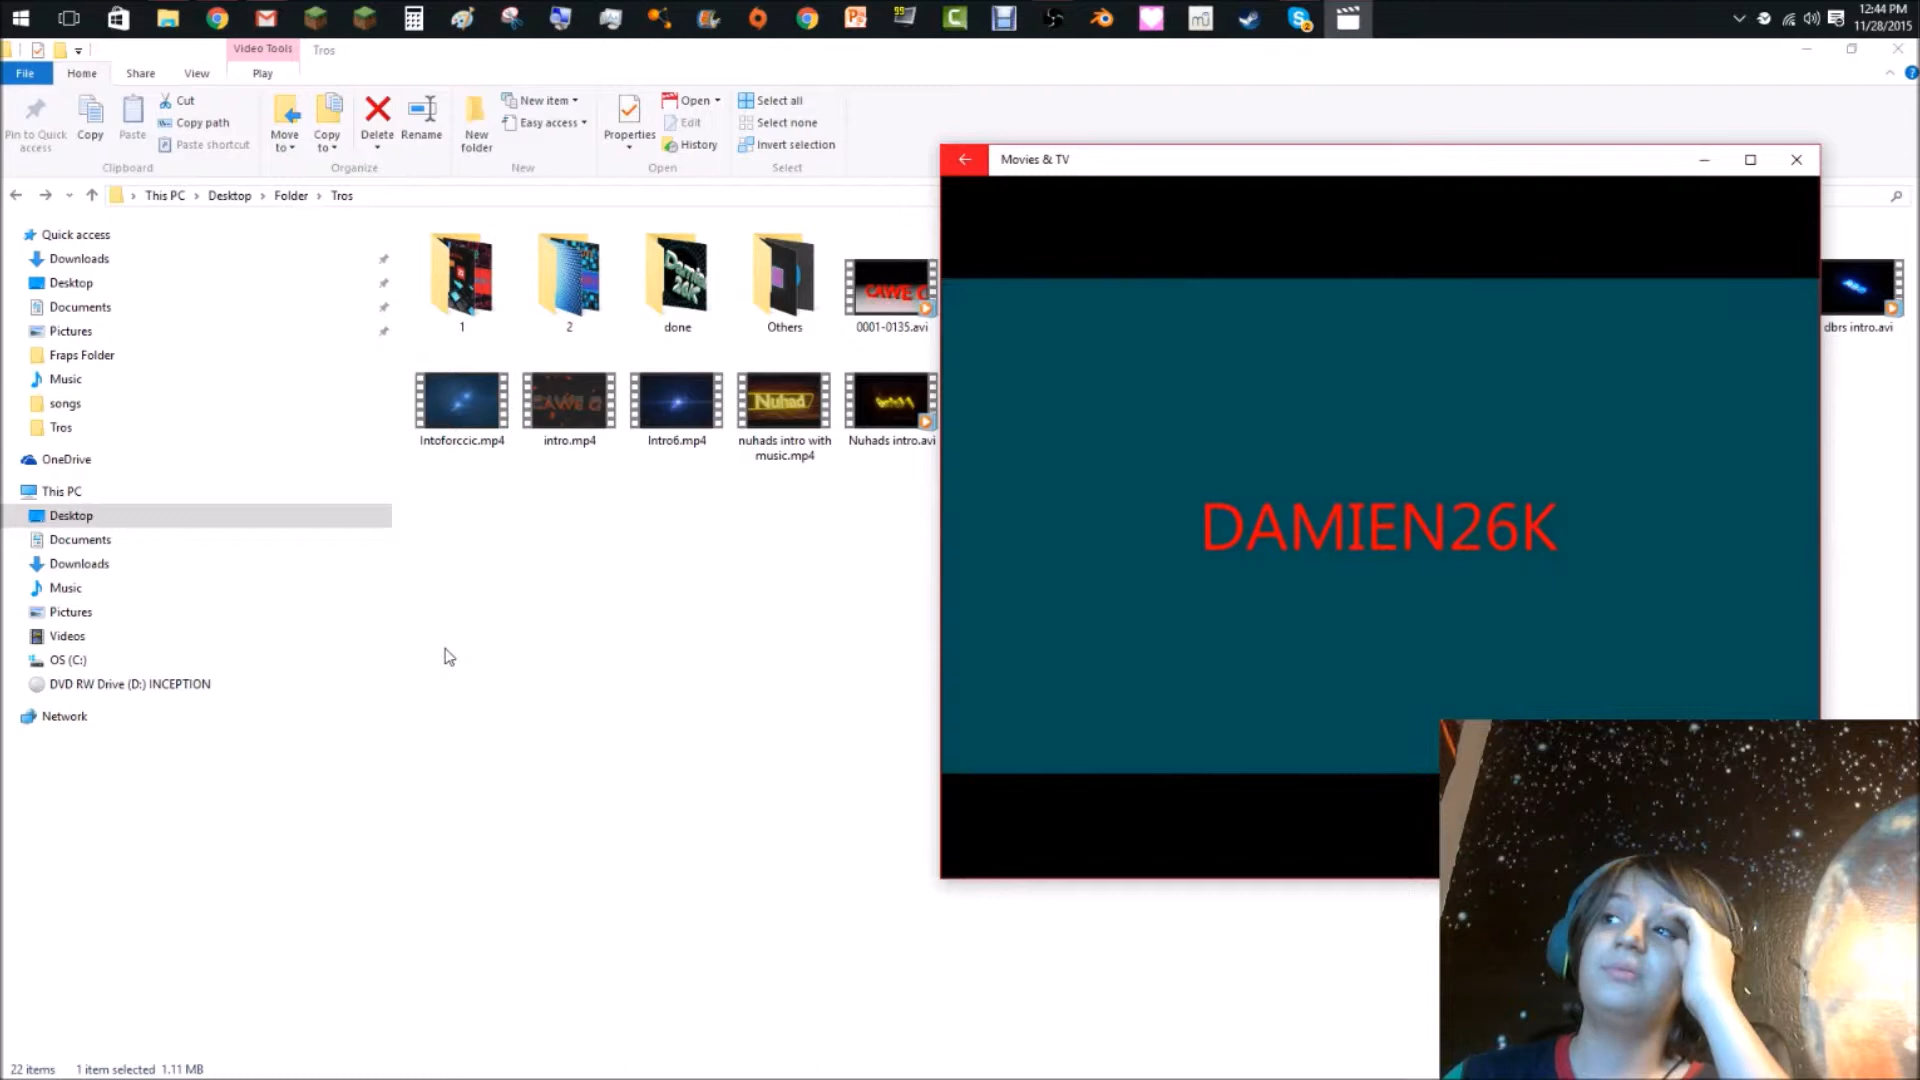 12:44 PM
11/28/2015
Video Tools
Tros
File
Home
Share
View
Play
Pin to Quick access
Copy
Paste
Cut
Copy path
Paste shortcut
Clipboard
Move to
Copy to
Delete
Rename
Organize
New folder
New item
Easy access
New
Properties
Open
Edit
History
Open
Select all
Select none
Invert selection
Select
This PC > Desktop > Folder > Tros
Quick access
Downloads
Desktop
Documents
Pictures
Fraps Folder
Music
songs
Tros
OneDrive
This PC
Desktop
Documents
Downloads
Music
Pictures
Videos
OS (C:)
DVD RW Drive (D:) INCEPTION
Network
1
2
done
Others
0001-0135.avi
dbrs intro.avi
Intoforccic.mp4
intro.mp4
Intro6.mp4
nuhads intro with music.mp4
Nuhads intro.avi
Nuhad
Movies & TV
DAMIEN26K
22 items
1 item selected 1.11 MB